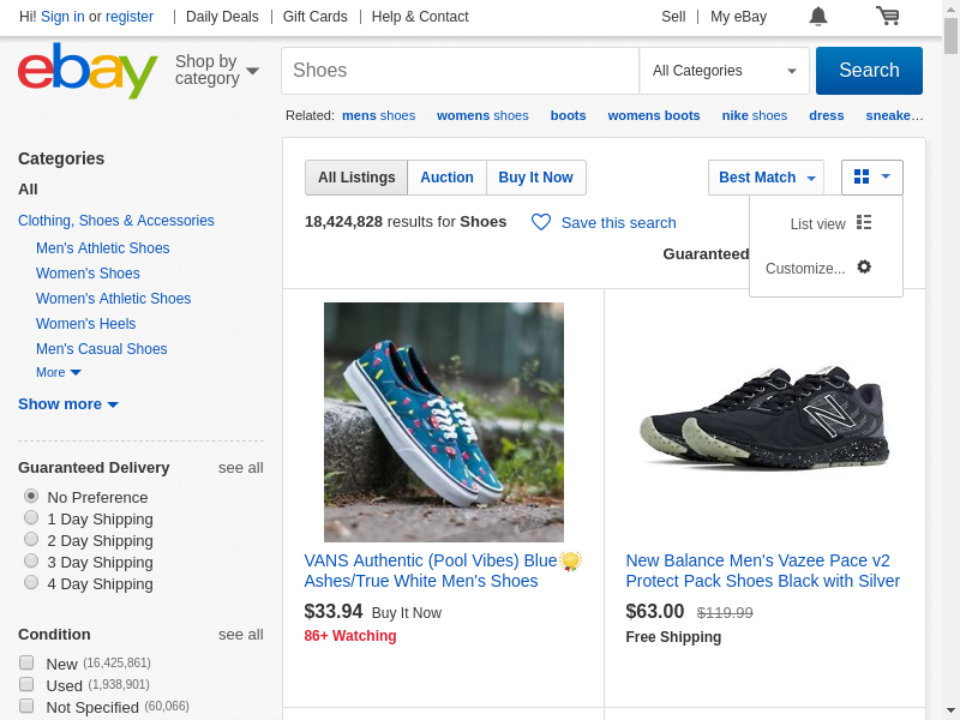 Hi! Sign in or register | Daily Deals | Gift Cards | Help & Contact Sell | My eBay
ebay
Shop by
category
Shoes
All Categories
Search
Related: mens shoes womens shoes boots womens boots nike shoes dress sneake…
Categories
All
Clothing, Shoes & Accessories
Men's Athletic Shoes
Women's Shoes
Women's Athletic Shoes
Women's Heels
Men's Casual Shoes
More
Show more
Guaranteed Delivery see all
No Preference
1 Day Shipping
2 Day Shipping
3 Day Shipping
4 Day Shipping
Condition see all
New (16,425,861)
Used (1,938,901)
Not Specified (60,066)
All Listings Auction Buy It Now
Best Match
18,424,828 results for Shoes
Save this search
List view
Customize...
Guaranteed
VANS Authentic (Pool Vibes) Blue
Ashes/True White Men's Shoes
$33.94 Buy It Now
86+ Watching
New Balance Men's Vazee Pace v2
Protect Pack Shoes Black with Silver
$63.00 $119.99
Free Shipping